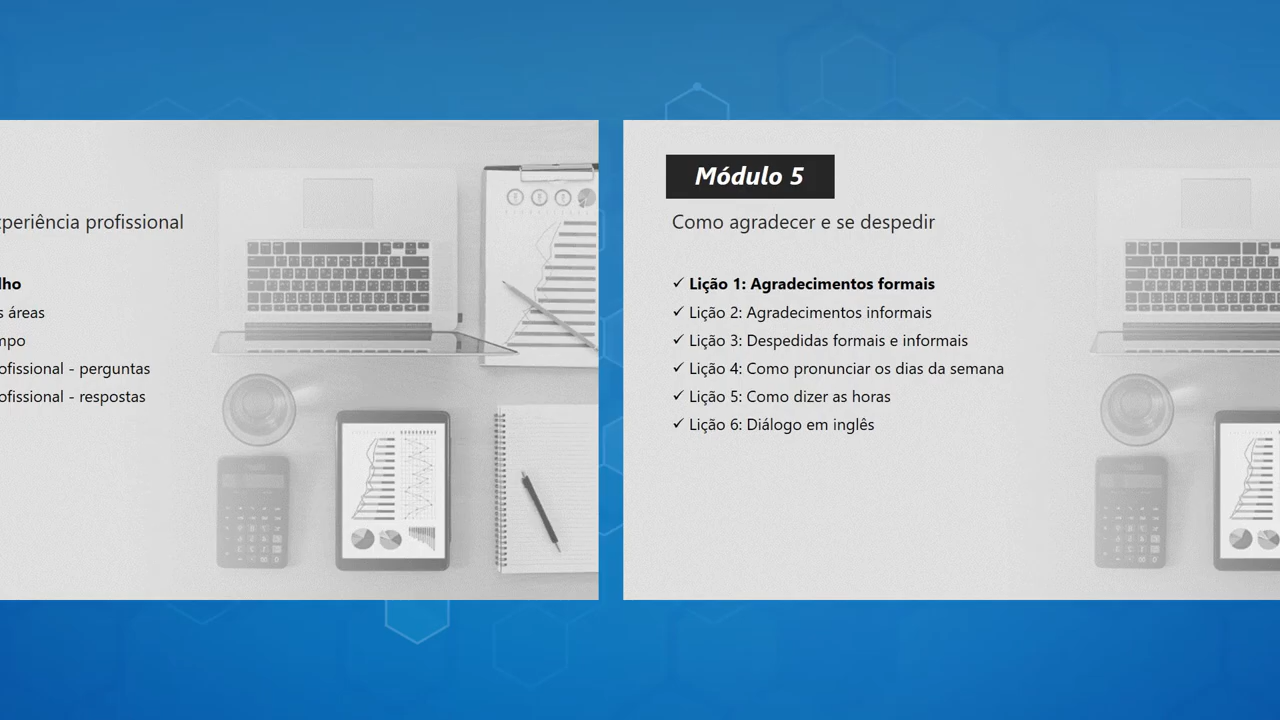 periência profissional
lho
s áreas
mpo
ofissional - perguntas
ofissional - respostas
Módulo 5
Como agradecer e se despedir
✓ Lição 1: Agradecimentos formais
✓ Lição 2: Agradecimentos informais
✓ Lição 3: Despedidas formais e informais
✓ Lição 4: Como pronunciar os dias da semana
✓ Lição 5: Como dizer as horas
✓ Lição 6: Diálogo em inglês